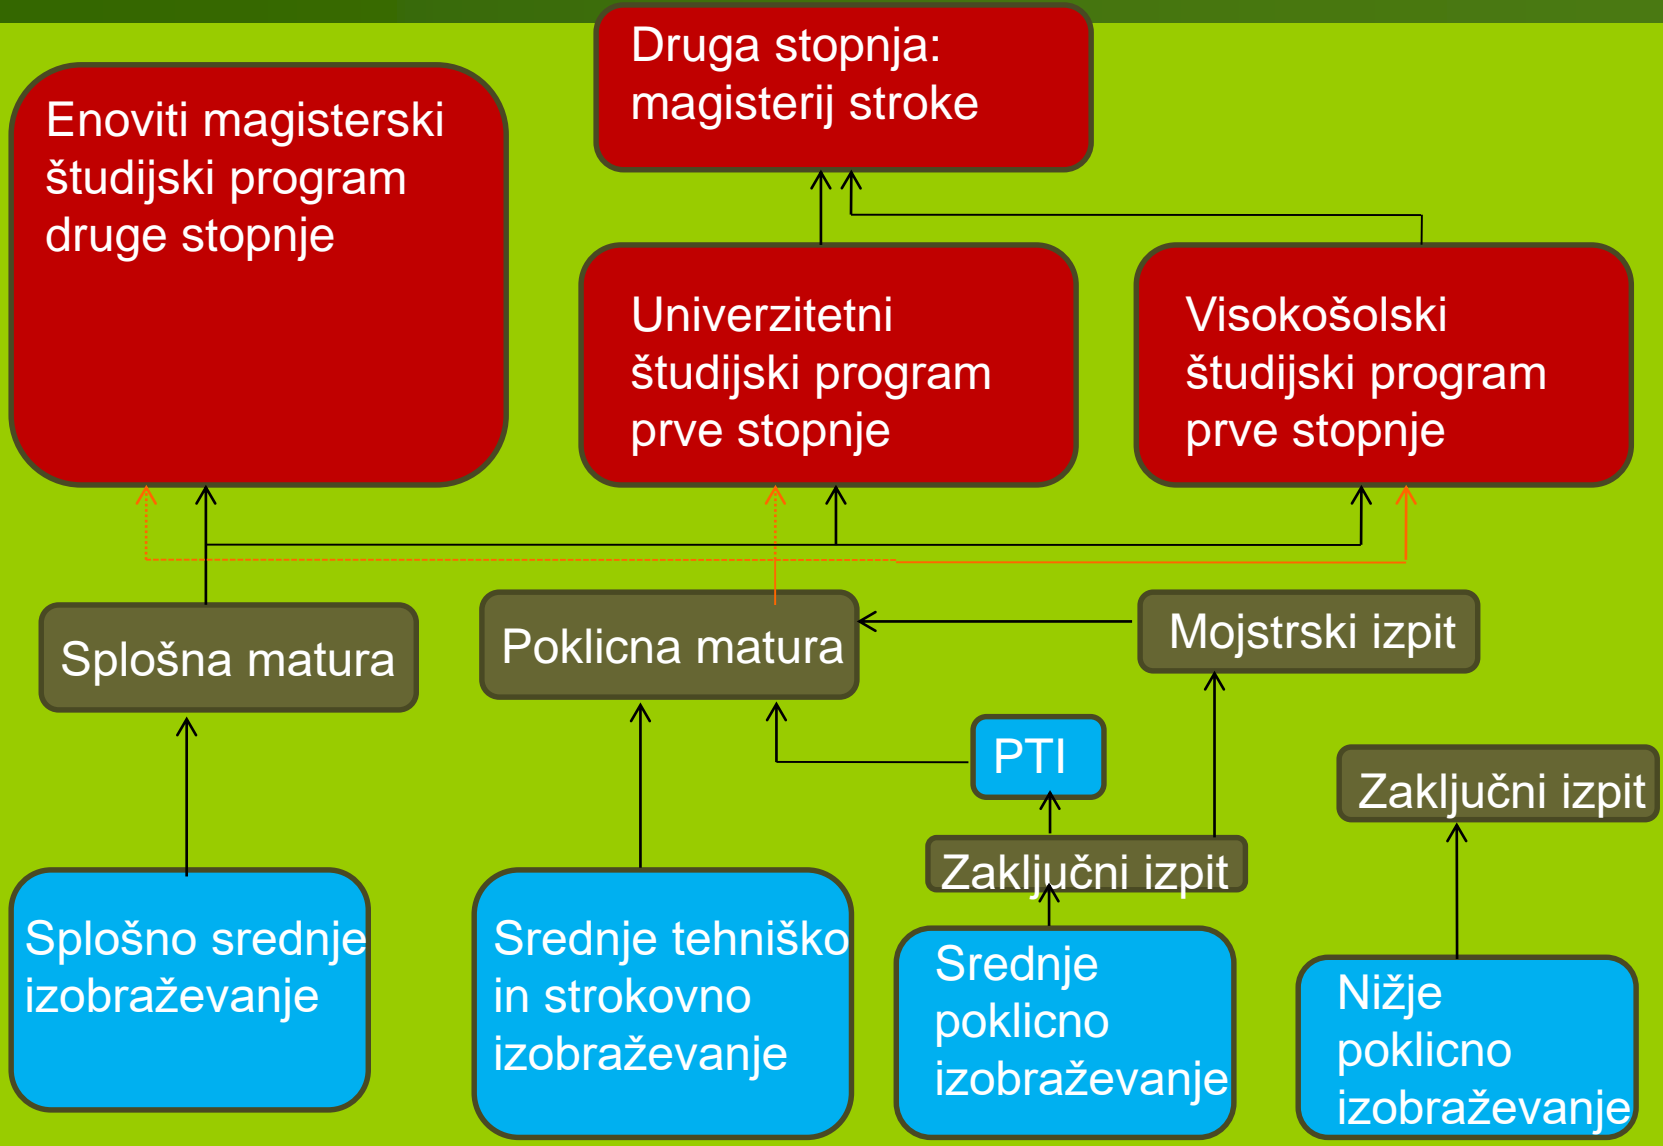 Druga stopnja:
magisterij stroke
Enoviti magisterski
študijski program
druge stopnje
Univerzitetni
študijski program
prve stopnje
Visokošolski
študijski program
prve stopnje
Splošna matura
Poklicna matura
Mojstrski izpit
PTI
Zaključni izpit
Zaključni izpit
Splošno srednje
izobraževanje
Srednje tehniško
in strokovno
izobraževanje
Srednje
poklicno
izobraževanje
Nižje
poklicno
izobraževanje